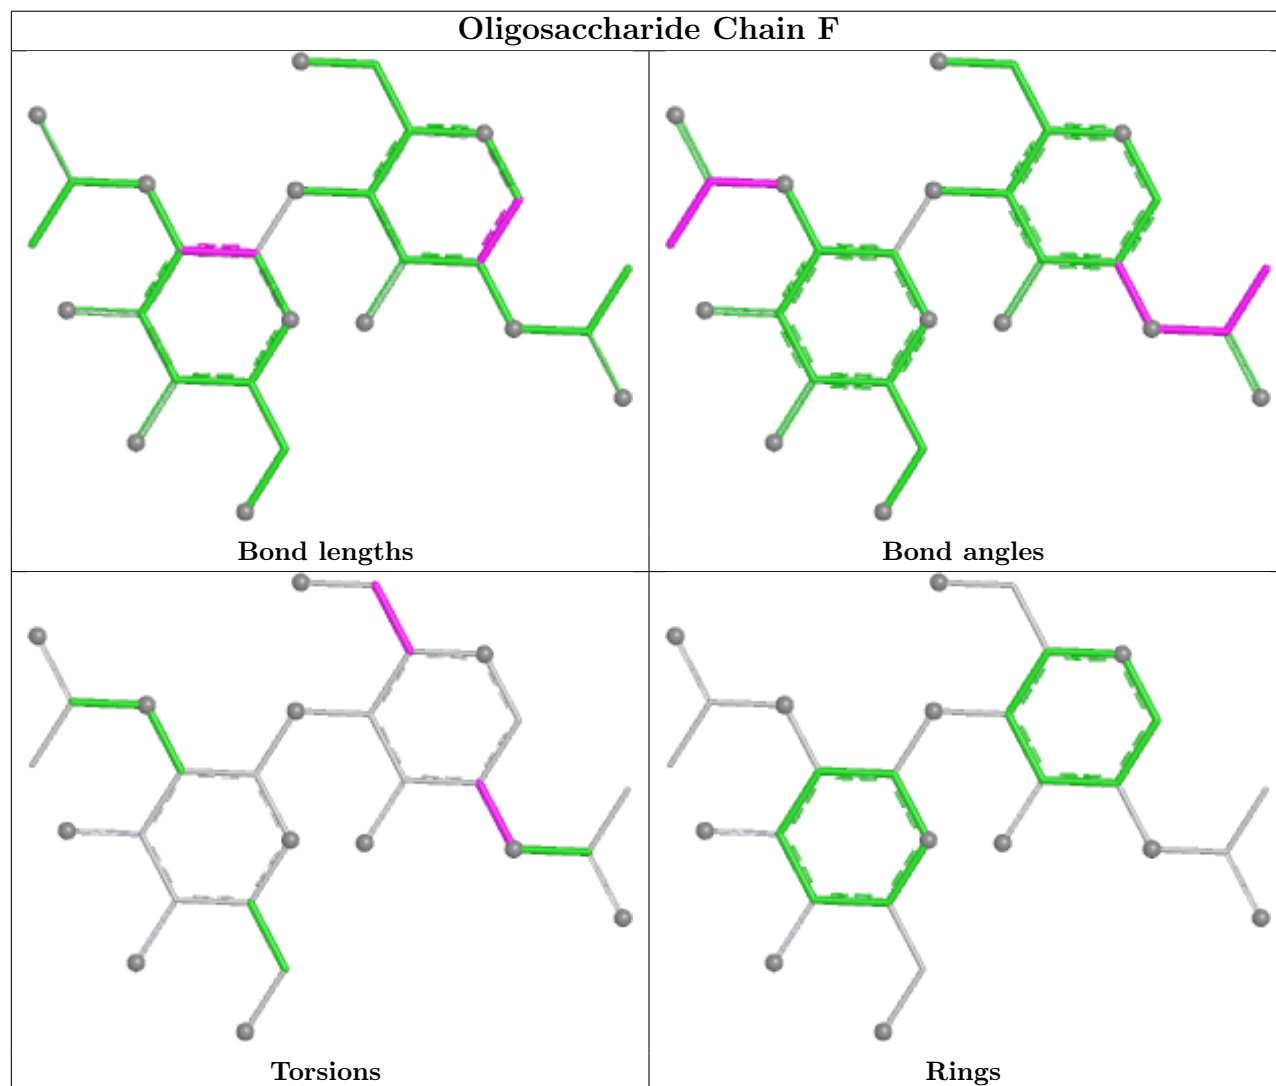 Oligosaccharide Chain F
Bond lengths
Bond angles
Torsions
Rings